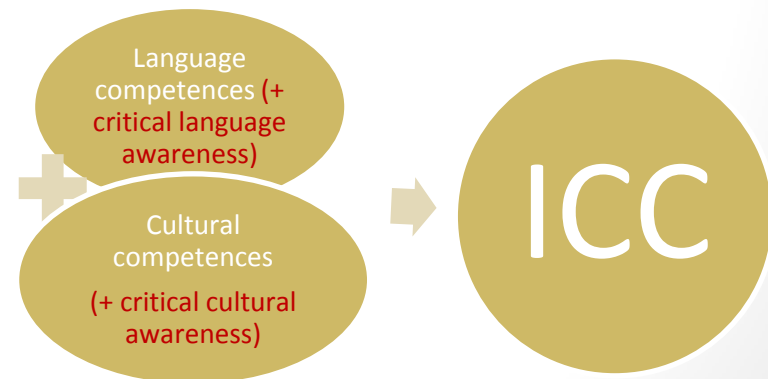 Language
competences (+
critical language
awareness)
Cultural
competences
(+ critical cultural
awareness)
ICC